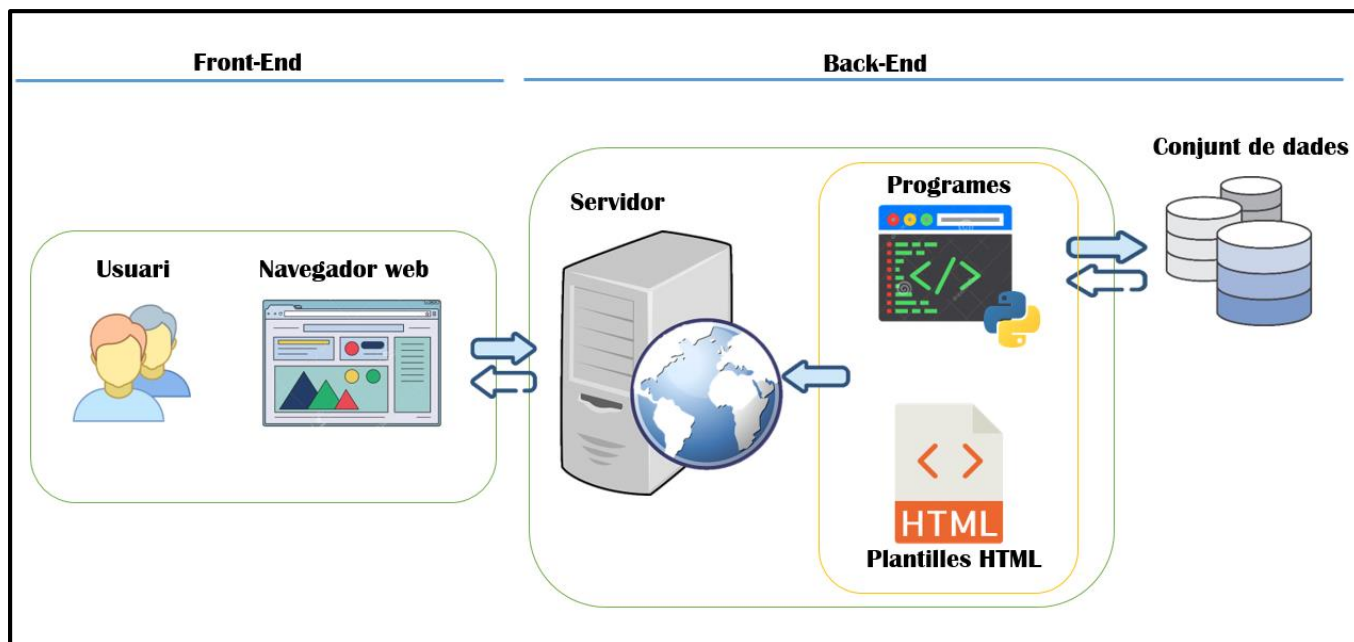 Front-End
Back-End
Conjunt de dades
Programes
Servidor
Usuari
Navegador web
HTML
Plantilles HTML